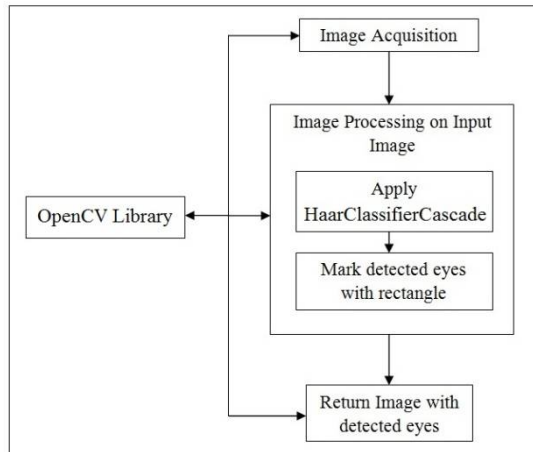 Image Acquisition
Image Processing on Input
Image
Apply
HaarClassifierCascade
OpenCV Library
Mark detected eyes
with rectangle
Return Image with
detected eyes